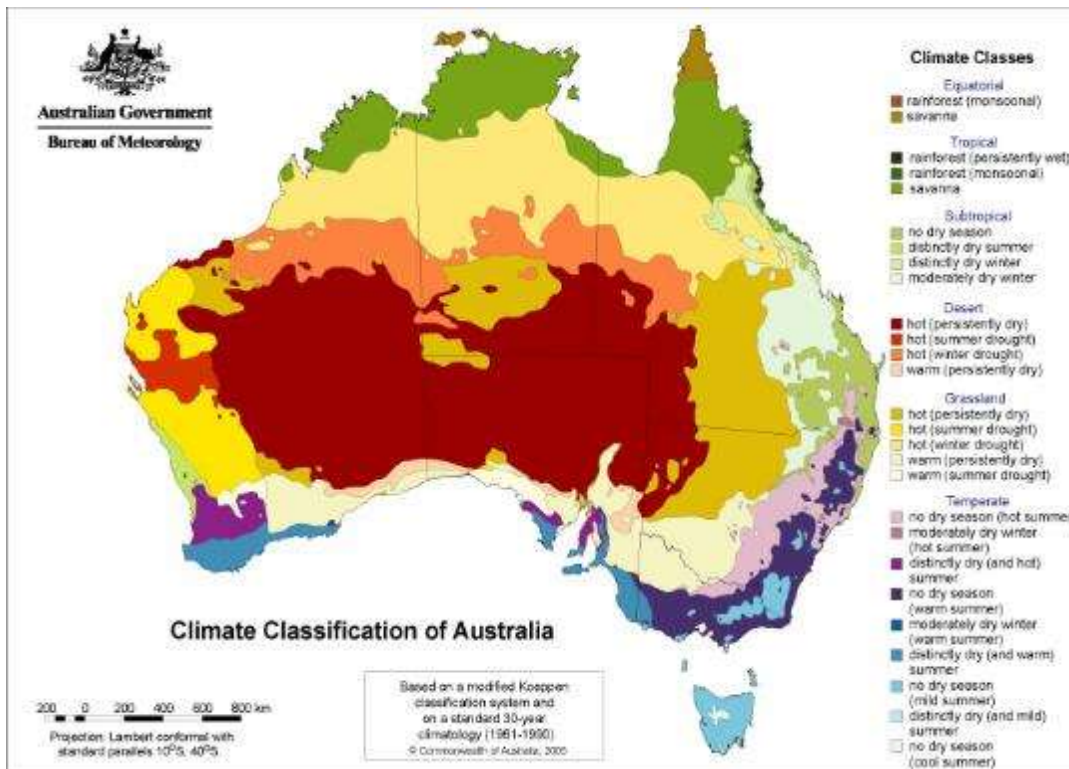 Australian Government
Bureau of Meteorology
Climate Classification of Australia
200 0 200 400 600 800 km
Projection: Lambert conformal with
standard parallels 10°S, 40°S
Based on a modified Koeppen
classification system and
on a standard 30-year
climatology (1961-1990)
© Commonwealth of Australia, 2005
Climate Classes
Equatorial
rainforest (monsoonal)
savanna
Tropical
rainforest (persistently wet)
rainforest (monsoonal)
savanna
Subtropical
no dry season
distinctly dry summer
distinctly dry winter
moderately dry winter
Desert
hot (persistently dry)
hot (summer drought)
hot (winter drought)
warm (persistently dry)
Grassland
hot (persistently dry)
hot (summer drought)
hot (winter drought)
warm (persistently dry)
warm (summer drought)
Temperate
no dry season (hot summer)
moderately dry winter
(hot summer)
distinctly dry (and hot)
summer
no dry season
(warm summer)
moderately dry winter
(warm summer)
distinctly dry (and warm)
summer
no dry season
(mild summer)
distinctly dry (and mild)
summer
no dry season
(cool summer)